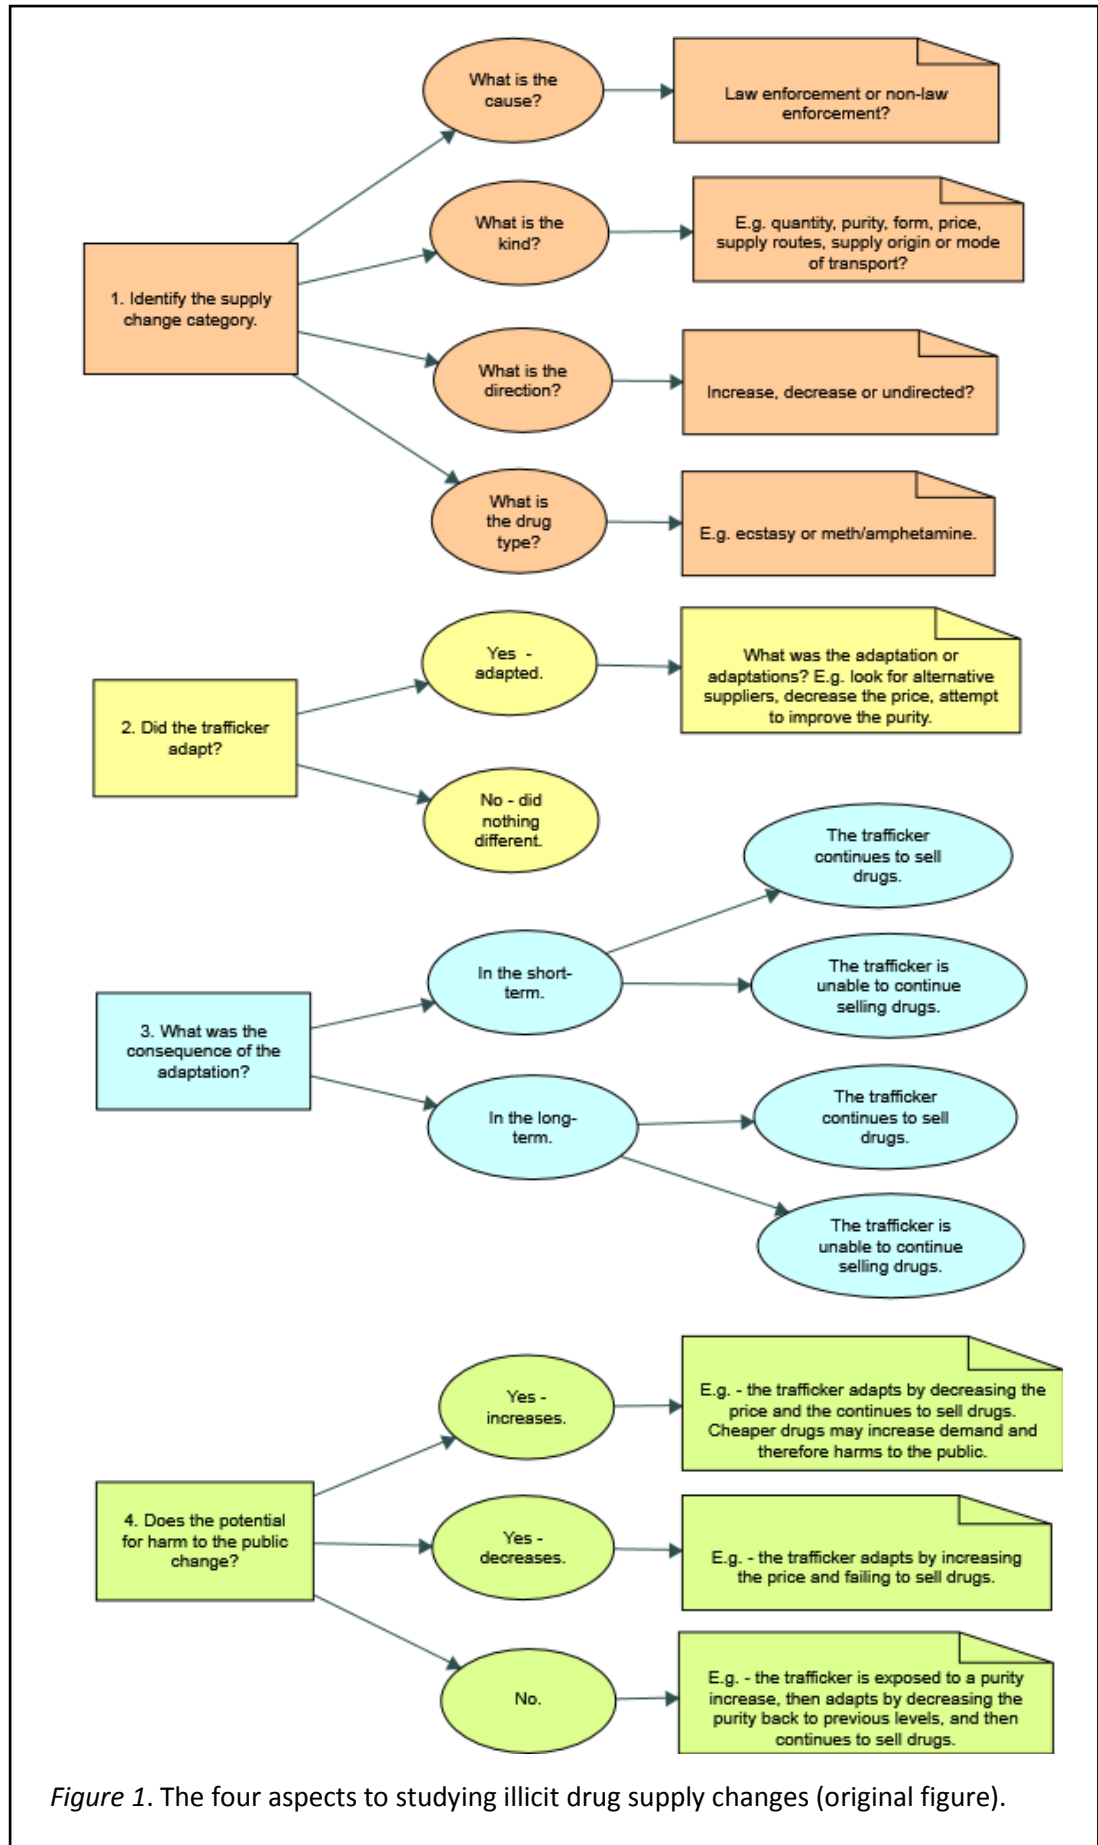 What is the
cause?
Law enforcement or non-law
enforcement?
What is the
kind?
E.g. quantity, purity, form, price,
supply routes, supply origin or mode
of transport?
1. Identify the supply
change category.
What is the
direction?
Increase, decrease or undirected?
What is
the drug
type?
E.g. ecstasy or meth/amphetamine.
Yes -
adapted.
What was the adaptation or
adaptations? E.g. look for alternative
suppliers, decrease the price, attempt
to improve the purity.
2. Did the trafficker
adapt?
No - did
nothing
different.
The trafficker
continues to sell
drugs.
In the short-
term.
The trafficker is
unable to continue
selling drugs.
3. What was the
consequence of the
adaptation?
In the long-
term.
The trafficker
continues to sell
drugs.
The trafficker is
unable to continue
selling drugs.
Yes -
increases.
E.g. - the trafficker adapts by decreasing the
price and the continues to sell drugs.
Cheaper drugs may increase demand and
therefore harms to the public.
4. Does the potential
for harm to the public
change?
Yes -
decreases.
E.g. - the trafficker adapts by increasing
the price and failing to sell drugs.
No.
E.g. - the trafficker is exposed to a purity
increase, then adapts by decreasing the
purity back to previous levels, and then
continues to sell drugs.
Figure 1. The four aspects to studying illicit drug supply changes (original figure).